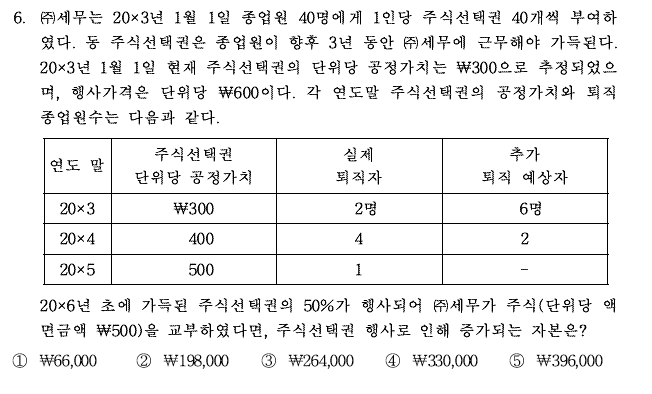 6. ㈜세무는 20×3년 1월 1일 종업원 40명에게 1인당 주식선택권 40개씩 부여하
였다. 동 주식선택권은 종업원이 향후 3년 동안 ㈜세무에 근무해야 가득된다.
20×3년 1월 1일 현재 주식선택권의 단위당 공정가치는 ₩300으로 추정되었으
며, 행사가격은 단위당 ₩600이다. 각 연도말 주식선택권의 공정가치와 퇴직
종업원수는 다음과 같다.
연도 말 주식선택권 단위당 공정가치 실제 퇴직자 추가 퇴직 예상자
20×3 ₩300 2명 6명
20×4 400 4 2
20×5 500 1 -
20×6년 초에 가득된 주식선택권의 50%가 행사되어 ㈜세무가 주식(단위당 액
면금액 ₩500)을 교부하였다면, 주식선택권 행사로 인해 증가되는 자본은?
① ₩66,000 ② ₩198,000 ③ ₩264,000 ④ ₩330,000 ⑤ ₩396,000